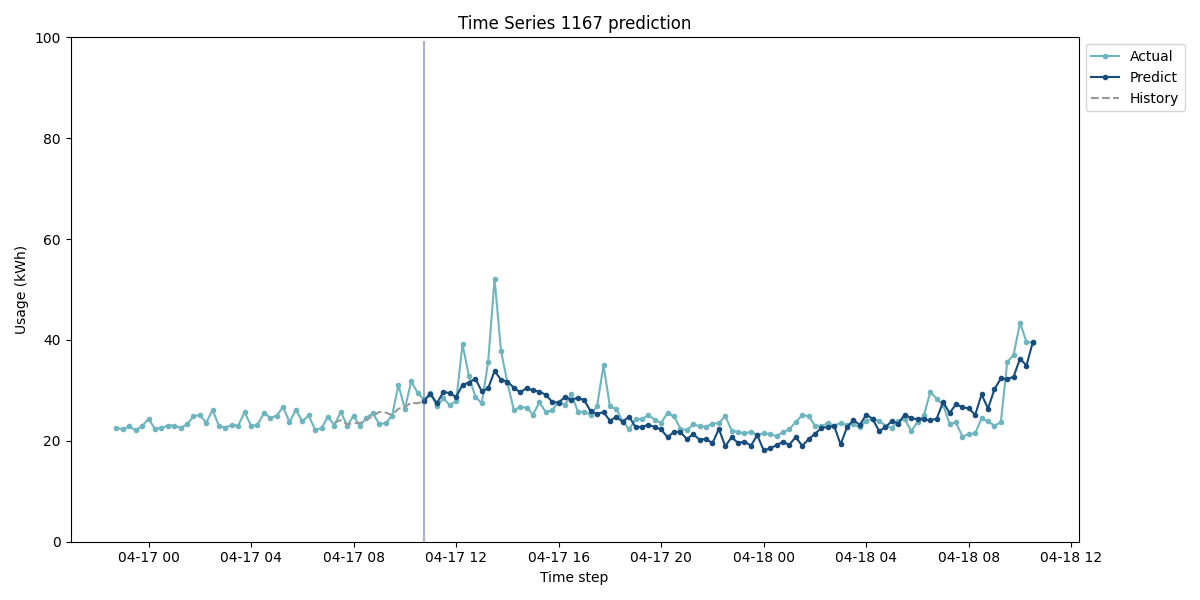 Time Series 1167 prediction
100
80
60
40
20
0
Usage (kWh)
04-17 00
04-17 04
04-17 08
04-17 12
04-17 16
04-17 20
04-18 00
04-18 04
04-18 08
04-18 12
Time step
Actual
Predict
History